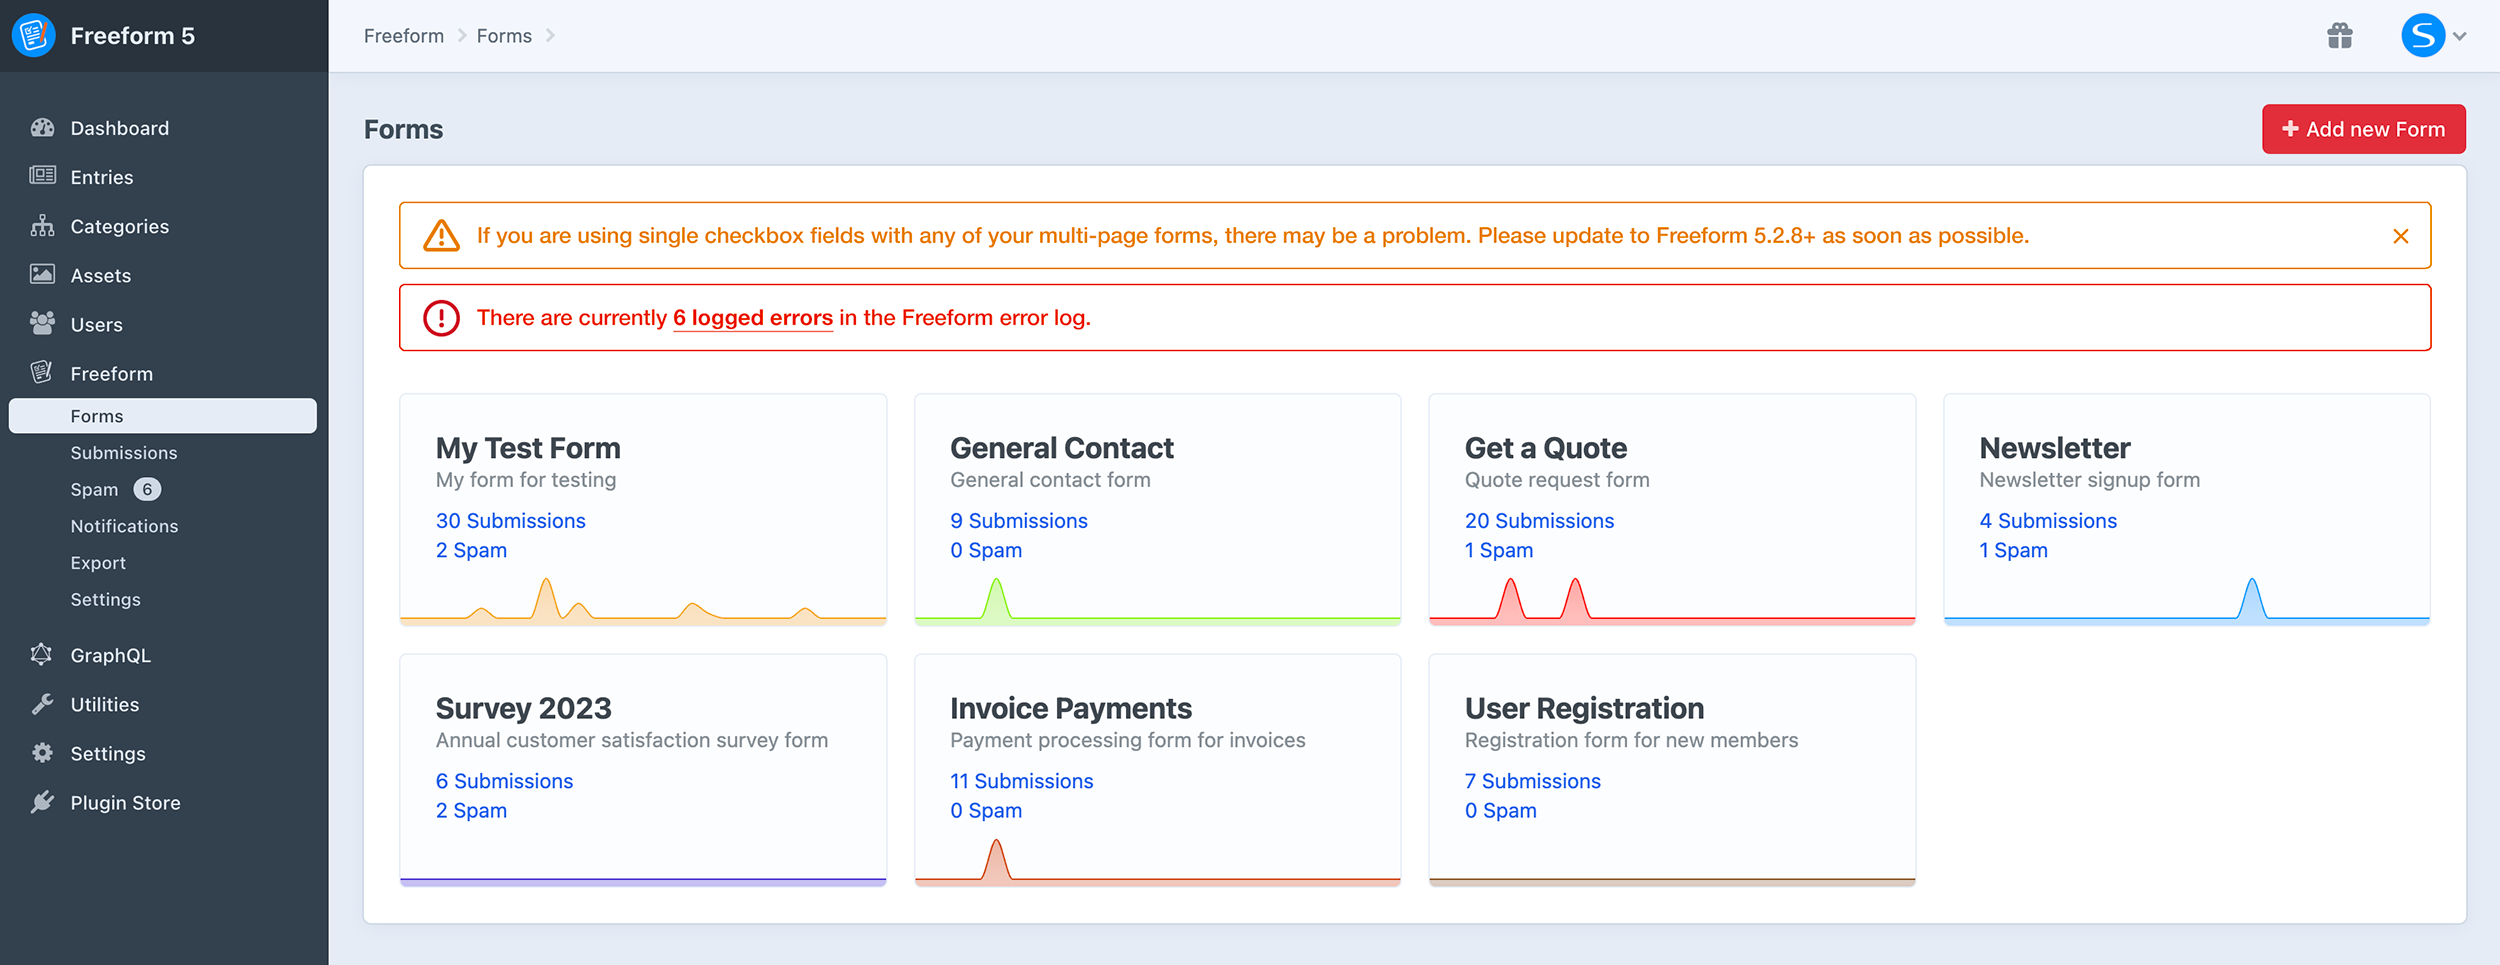 Freeform 5
Freeform
Forms
S
Dashboard
Entries
Categories
Assets
Users
Freeform
Forms
Submissions
Spam 6
Notifications
Export
Settings
GraphQL
Utilities
Settings
Plugin Store
Forms
+ Add new Form
If you are using single checkbox fields with any of your multi-page forms, there may be a problem. Please update to Freeform 5.2.8+ as soon as possible.
There are currently 6 logged errors in the Freeform error log.
My Test Form
My form for testing
30 Submissions
2 Spam
General Contact
General contact form
9 Submissions
0 Spam
Get a Quote
Quote request form
20 Submissions
1 Spam
Newsletter
Newsletter signup form
4 Submissions
1 Spam
Survey 2023
Annual customer satisfaction survey form
6 Submissions
2 Spam
Invoice Payments
Payment processing form for invoices
11 Submissions
0 Spam
User Registration
Registration form for new members
7 Submissions
0 Spam